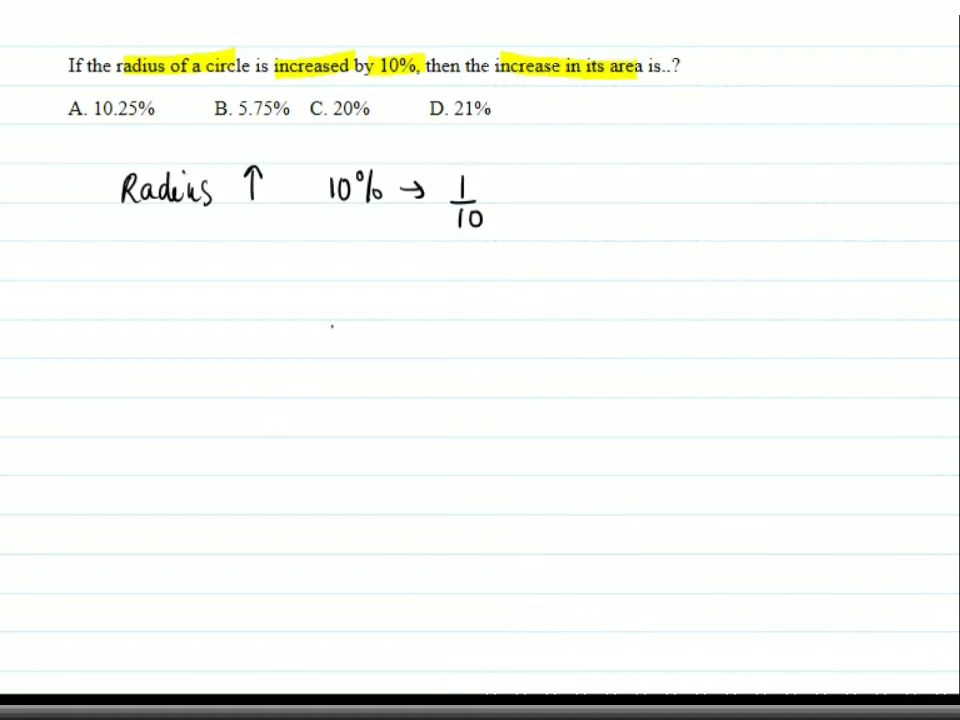 If the radius of a circle is increased by 10%, then the increase in its area is..?
A. 10.25% B. 5.75% C. 20% D. 21%
Radius ↑ 10% → 1/10